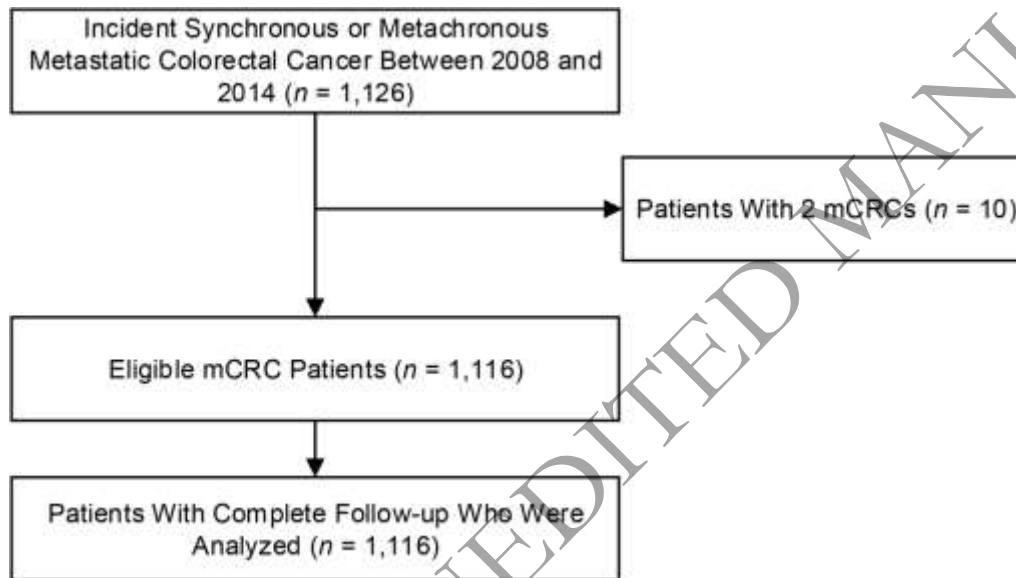 Incident Synchronous or Metachronous
Metastatic Colorectal Cancer Between 2008 and
2014 (n = 1,126)
Patients With 2 mCRCs (n = 10)
Eligible mCRC Patients (n = 1,116)
Patients With Complete Follow-up Who Were
Analyzed (n = 1,116)